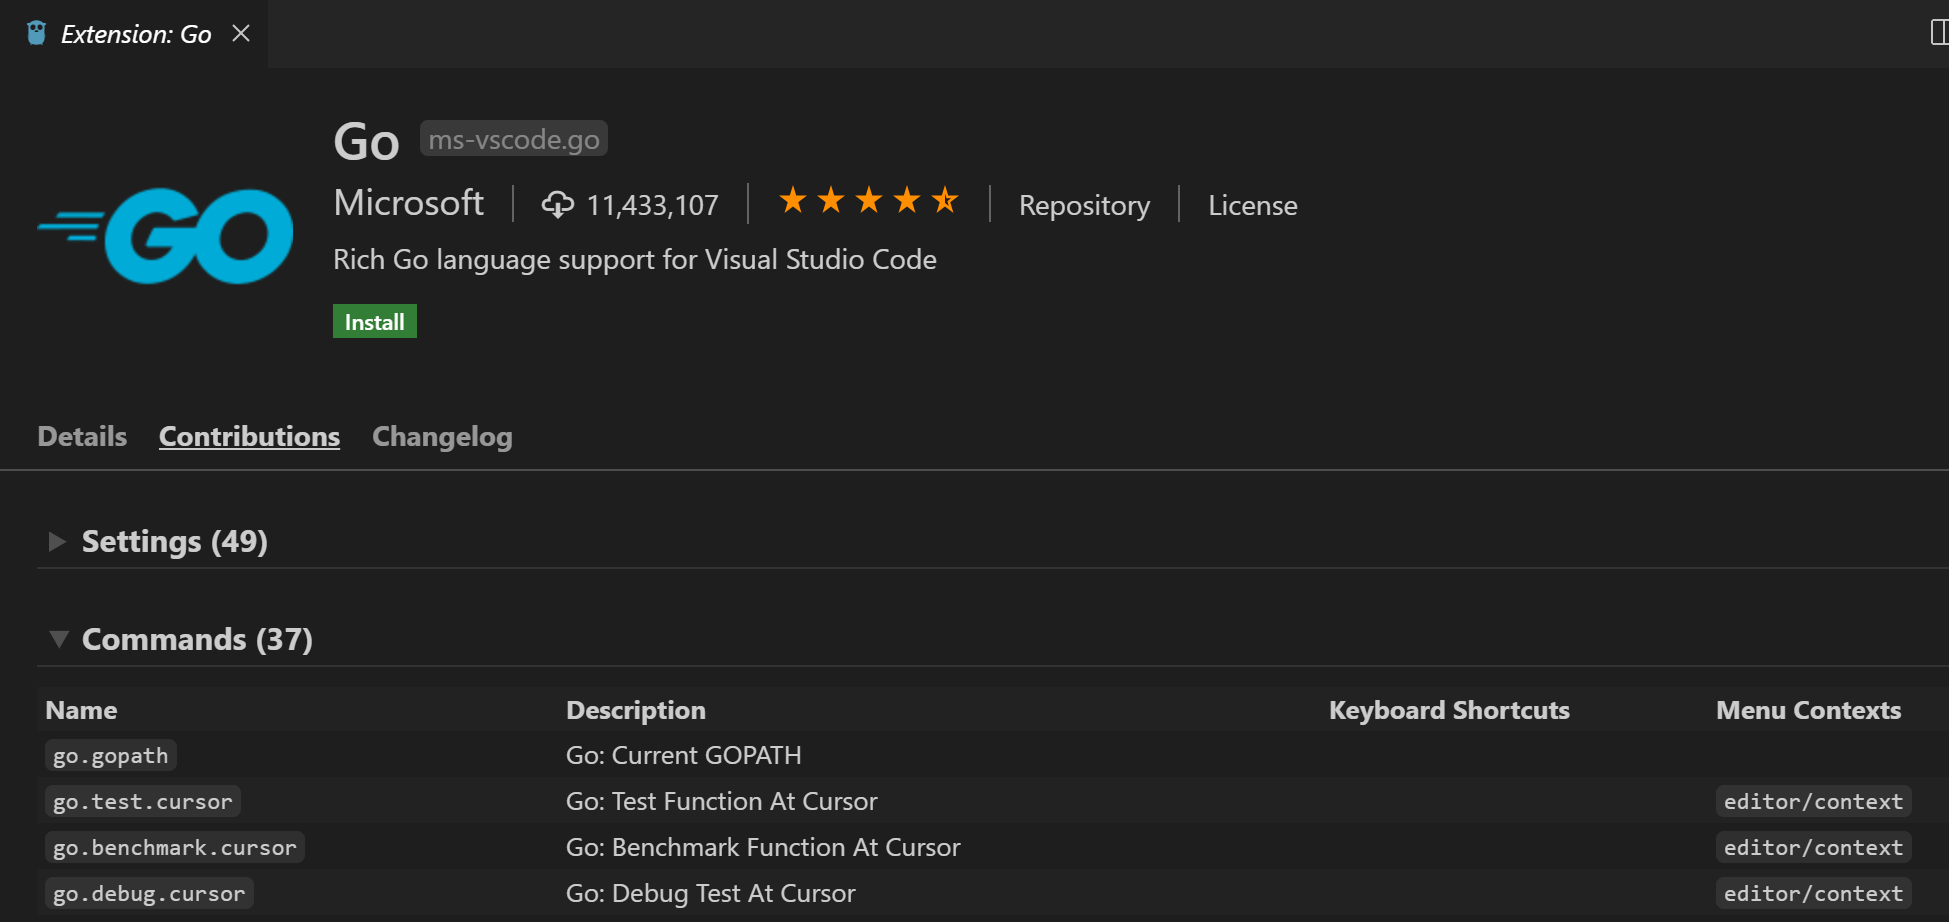 Extension: Go
GO
Go ms-vscode.go
Microsoft 11,433,107 Repository License
Rich Go language support for Visual Studio Code
Install
Details Contributions Changelog
Settings (49)
Commands (37)
Name Description Keyboard Shortcuts Menu Contexts
go.gopath Go: Current GOPATH
go.test.cursor Go: Test Function At Cursor editor/context
go.benchmark.cursor Go: Benchmark Function At Cursor editor/context
go.debug.cursor Go: Debug Test At Cursor editor/context